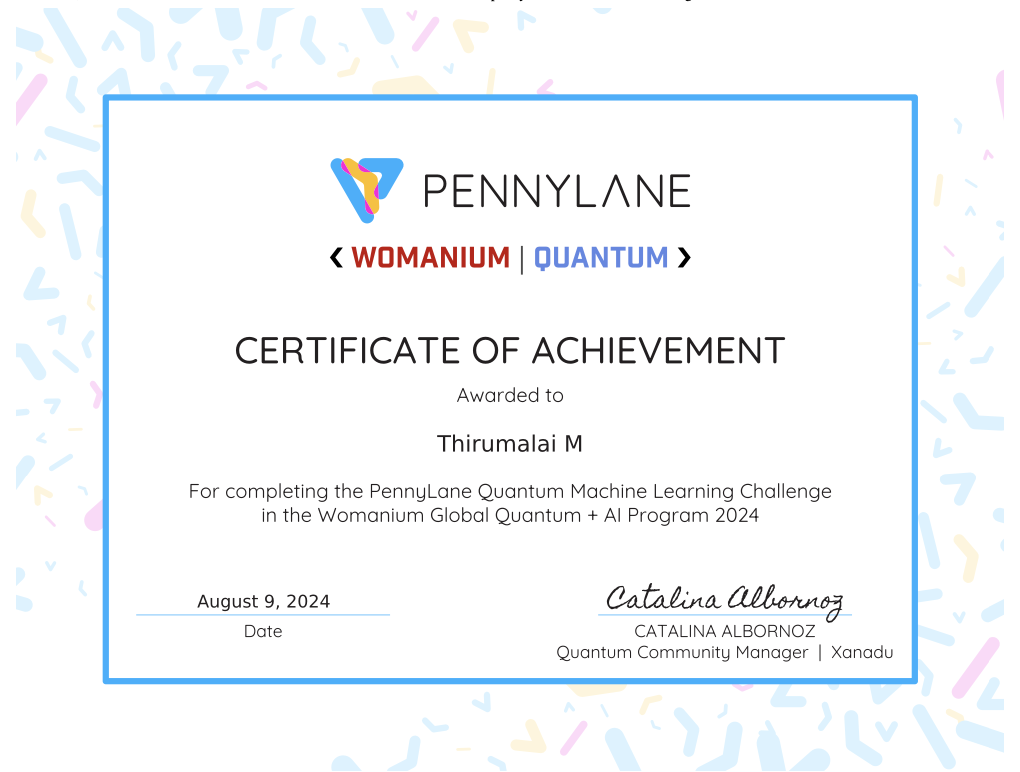 PENNYLANE
WOMANIUM | QUANTUM
CERTIFICATE OF ACHIEVEMENT
Awarded to
Thirumalai M
For completing the PennyLane Quantum Machine Learning Challenge
in the Womanium Global Quantum + AI Program 2024
August 9, 2024
Date
Catalina Albornoz
CATALINA ALBORNOZ
Quantum Community Manager | Xanadu